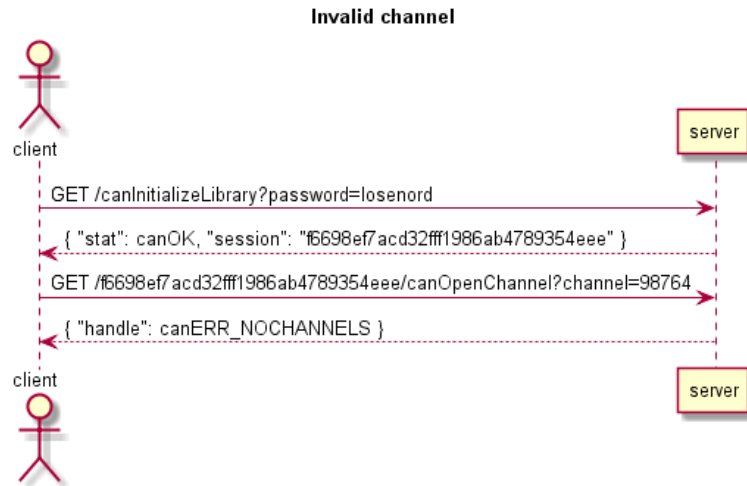 Invalid channel
client
server
GET /canInitializeLibrary?password=losenord
{ "stat": canOK, "session": "f6698ef7acd32fff1986ab4789354eee" }
GET /f6698ef7acd32fff1986ab4789354eee/canOpenChannel?channel=98764
{ "handle": canERR_NOCHANNELS }
client
server